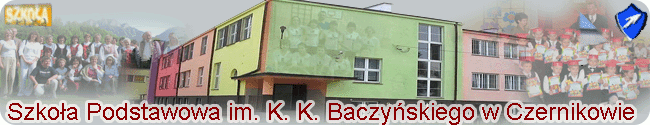 SZKOŁA
Szkoła Podstawowa im. K. K. Baczyńskiego w Czernikowie